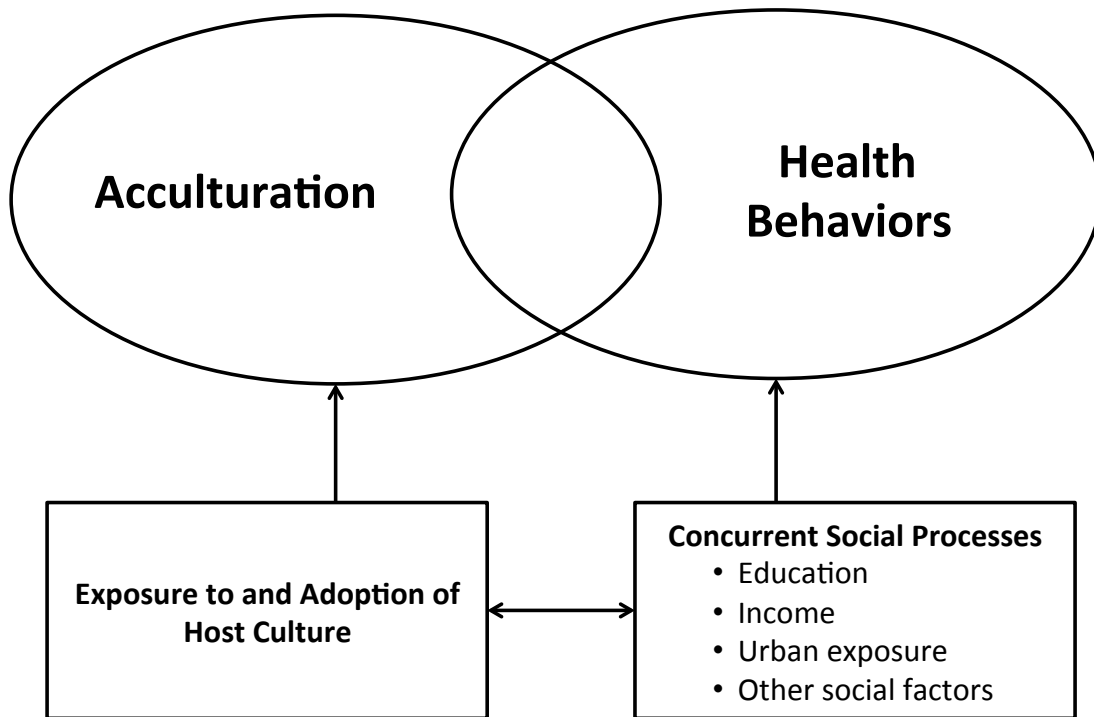 Acculturation
Health
Behaviors
Exposure to and Adoption of
Host Culture
Concurrent Social Processes
• Education
• Income
• Urban exposure
• Other social factors